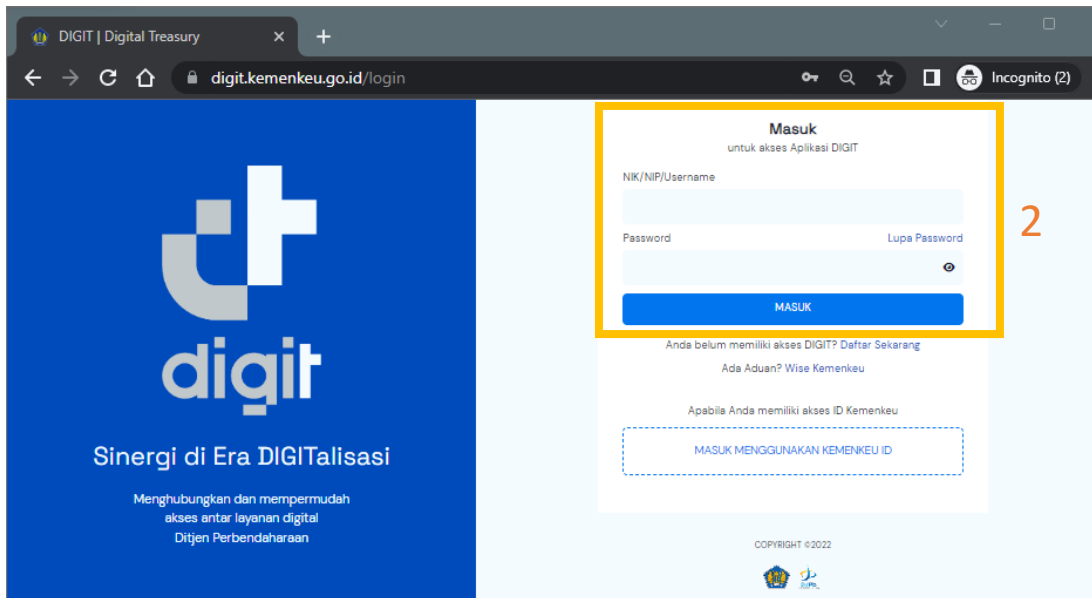 DIGIT | Digital Treasury
digit.kemenkeu.go.id/login
Incognito (2)
digit
Sinergi di Era DIGITalisasi
Menghubungkan dan mempermudah
akses antar layanan digital
Ditjen Perbendaharaan
Masuk
untuk akses Aplikasi DIGIT
NIK/NIP/Username
Password
Lupa Password
MASUK
2
Anda belum memiliki akses DIGIT? Daftar Sekarang
Ada Aduan? Wise Kemenkeu
Apabila Anda memiliki akses ID Kemenkeu
MASUK MENGGUNAKAN KEMENKEU ID
COPYRIGHT ©2022